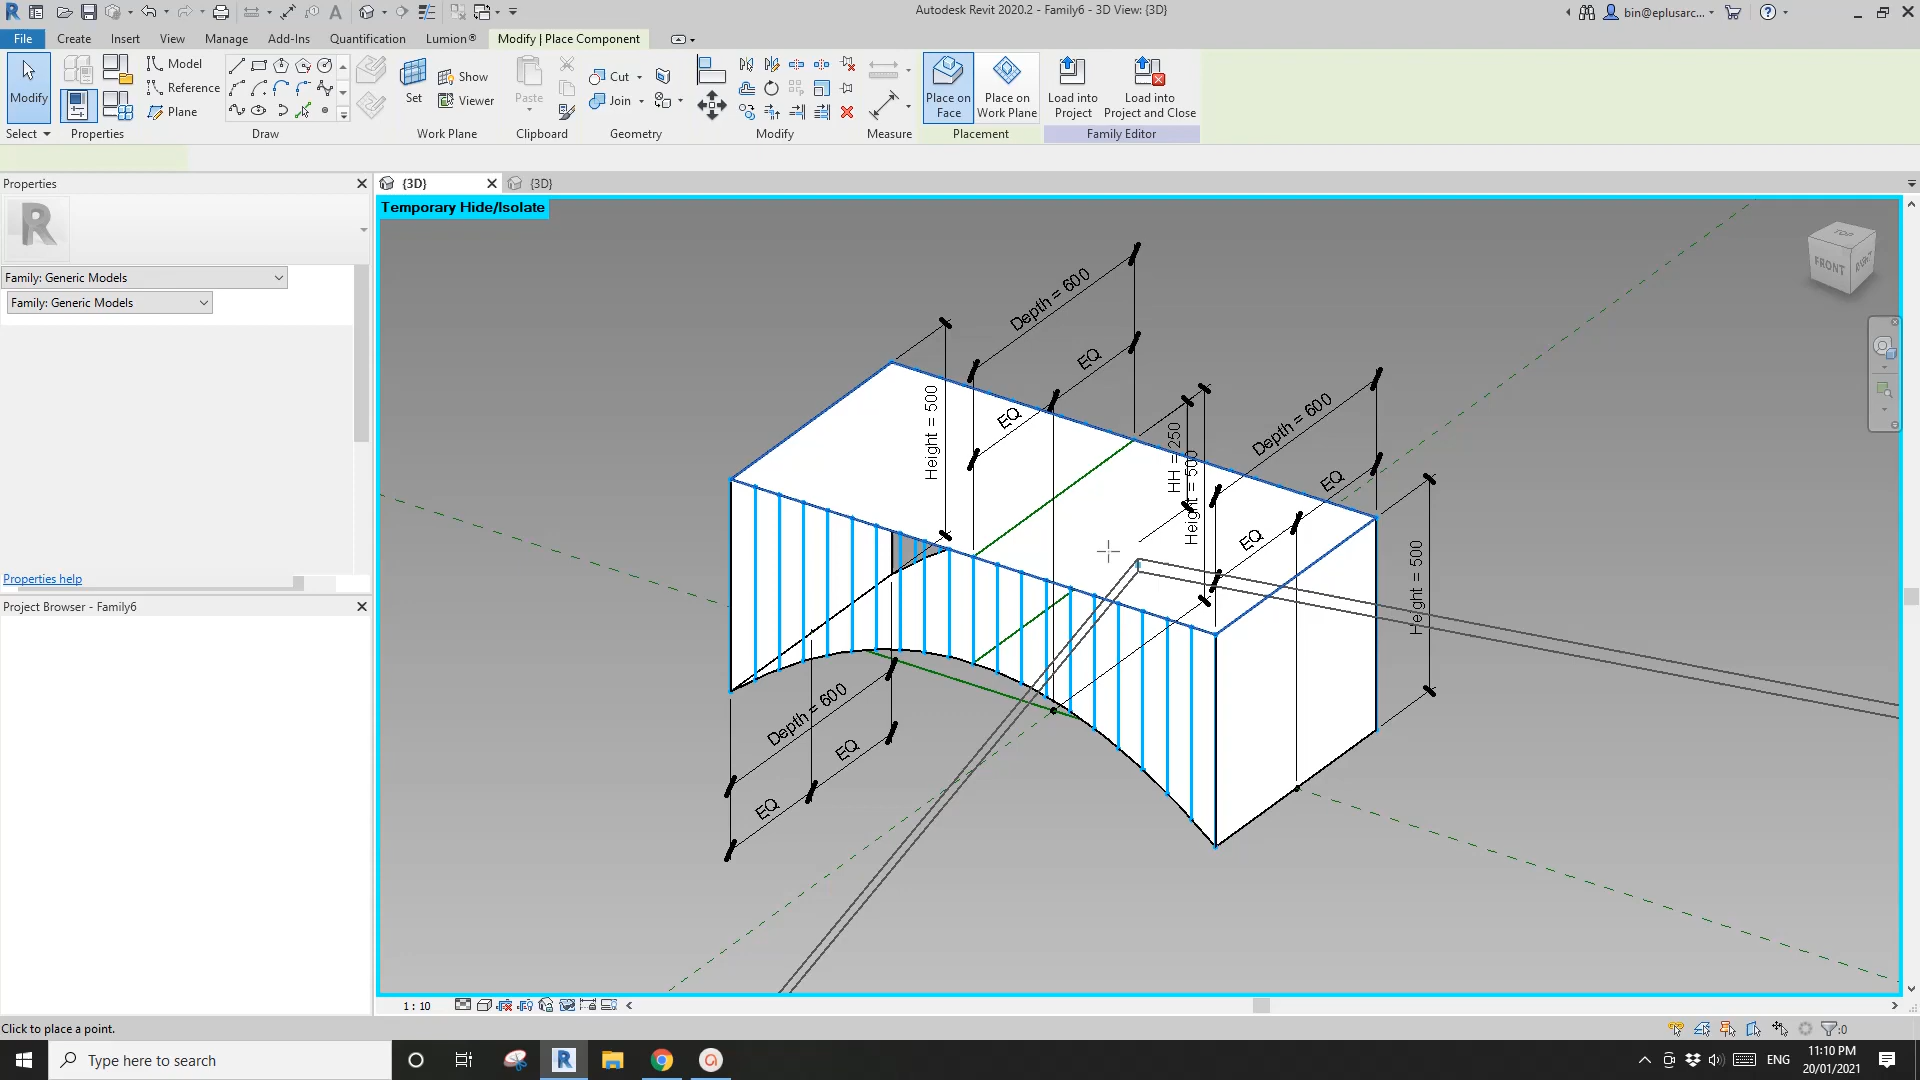 Autodesk Revit 2020.2 - Family6 - 3D View: {3D}
bin@eplusarc...
File
Create
Insert
View
Manage
Add-Ins
Quantification
Lumion®
Modify | Place Component
Modify
Model
Reference
Plane
Set
Show
Viewer
Paste
Cut
Join
Place on
Face
Place on
Work Plane
Load into
Project
Load into
Project and Close
Select
Properties
Draw
Work Plane
Clipboard
Geometry
Modify
Measure
Placement
Family Editor
Properties
{3D}
{3D}
Temporary Hide/Isolate
Family: Generic Models
Family: Generic Models
TOP
FRONT
RIGHT
Depth = 600
EQ
EQ
Height = 500
HH = 250
Height = 500
Depth = 600
EQ
EQ
Height = 500
Depth = 600
EQ
EQ
Properties help
Project Browser - Family6
1 : 10
Click to place a point.
:0
Type here to search
ENG
11:10 PM
20/01/2021